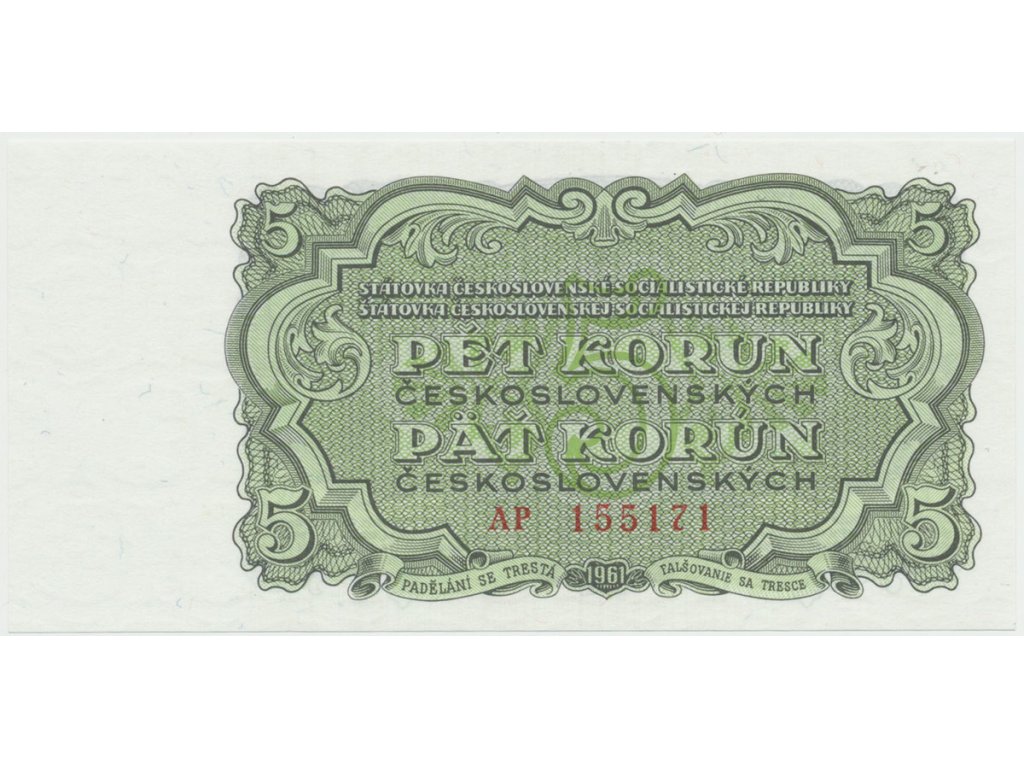 5 5
STÁTOVKA ČESKOSLOVENSKÉ SOCIALISTICKÉ REPUBLIKY
ŠTÁTOVKA ČESKOSLOVENSKEJ SOCIALISTICKEJ REPUBLIKY
PĚT KORUN
ČESKOSLOVENSKÝCH
PÄŤ KORÚN
ČESKOSLOVENSKÝCH
AP 155171
5 5
PADĚLÁNÍ SE TRESTÁ 1961 FALŠOVANIE SA TRESCE